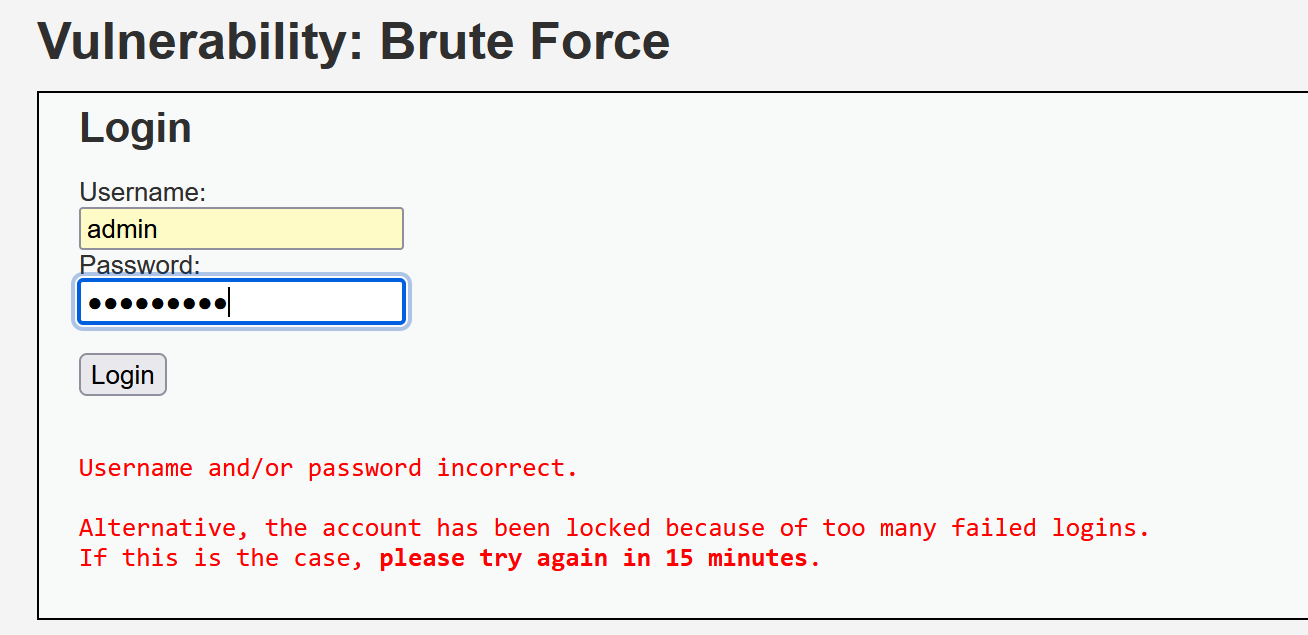 Vulnerability: Brute Force
Login
Username:
admin
Password:
●●●●●●●●●
Login
Username and/or password incorrect.
Alternative, the account has been locked because of too many failed logins.
If this is the case, please try again in 15 minutes.